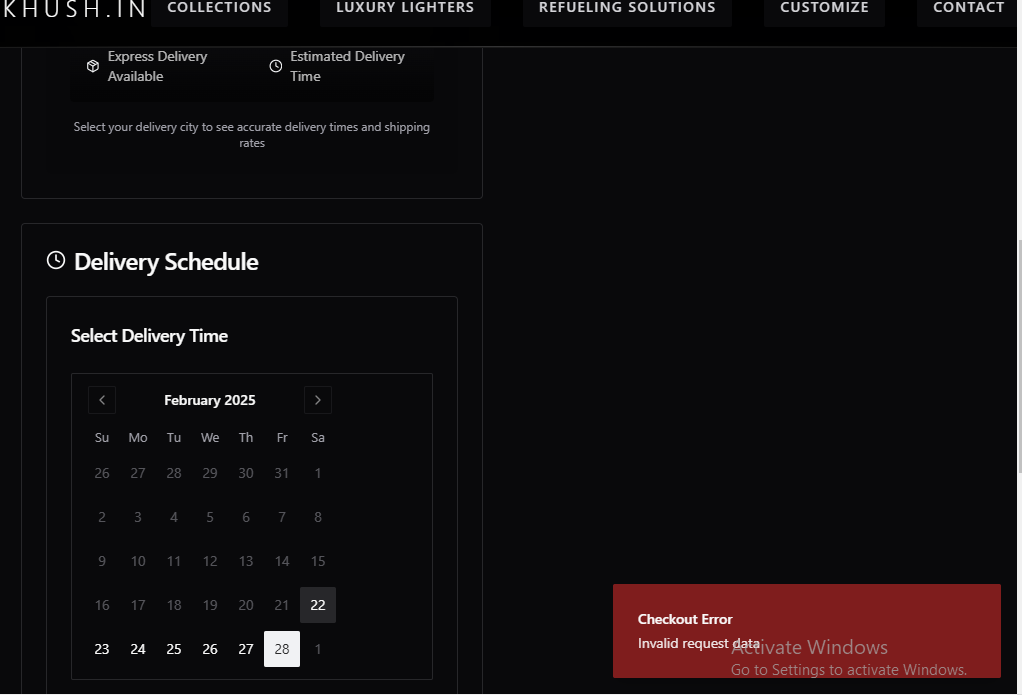 KHUSH.IN COLLECTIONS LUXURY LIGHTERS REFUELING SOLUTIONS CUSTOMIZE CONTACT
Express Delivery
Available
Estimated Delivery
Time
Select your delivery city to see accurate delivery times and shipping
rates
Delivery Schedule
Select Delivery Time
February 2025
Su Mo Tu We Th Fr Sa
26 27 28 29 30 31 1
2 3 4 5 6 7 8
9 10 11 12 13 14 15
16 17 18 19 20 21 22
23 24 25 26 27 28 1
Checkout Error
Invalid request data
Activate Windows
Go to Settings to activate Windows.